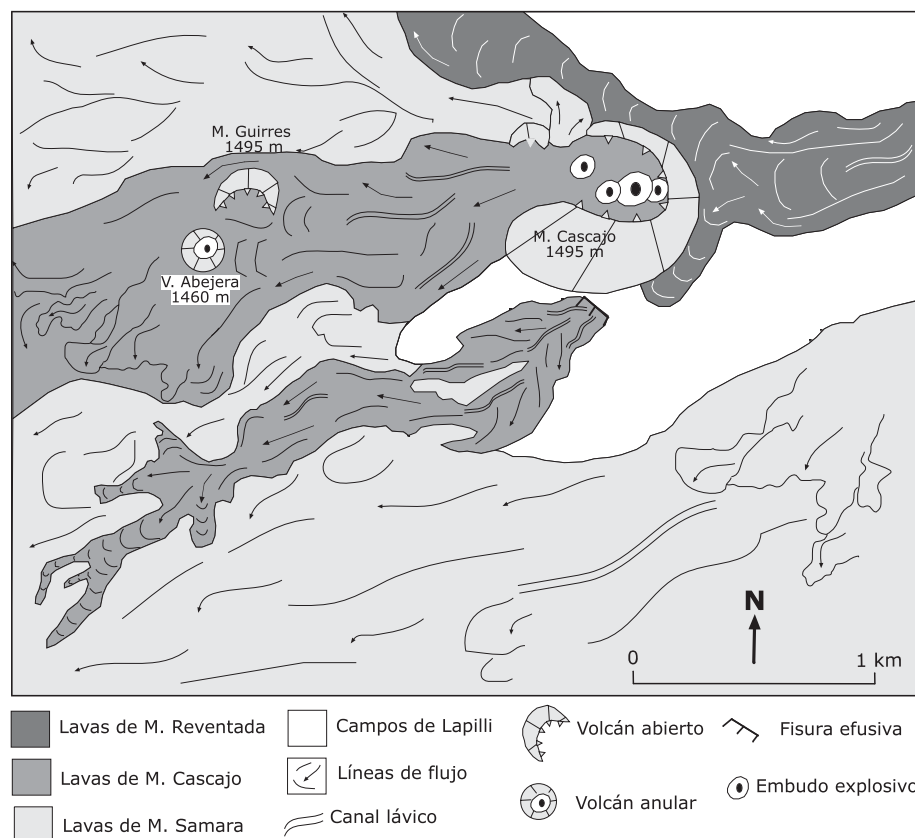 M. Guirres
1495 m
M. Cascajo
1495 m
V. Abejera
1460 m
N
0 1 km
Lavas de M. Reventada
Campos de Lapilli
Volcán abierto
Fisura efusiva
Lavas de M. Cascajo
Líneas de flujo
Volcán anular
Embudo explosivo
Lavas de M. Samara
Canal lávico